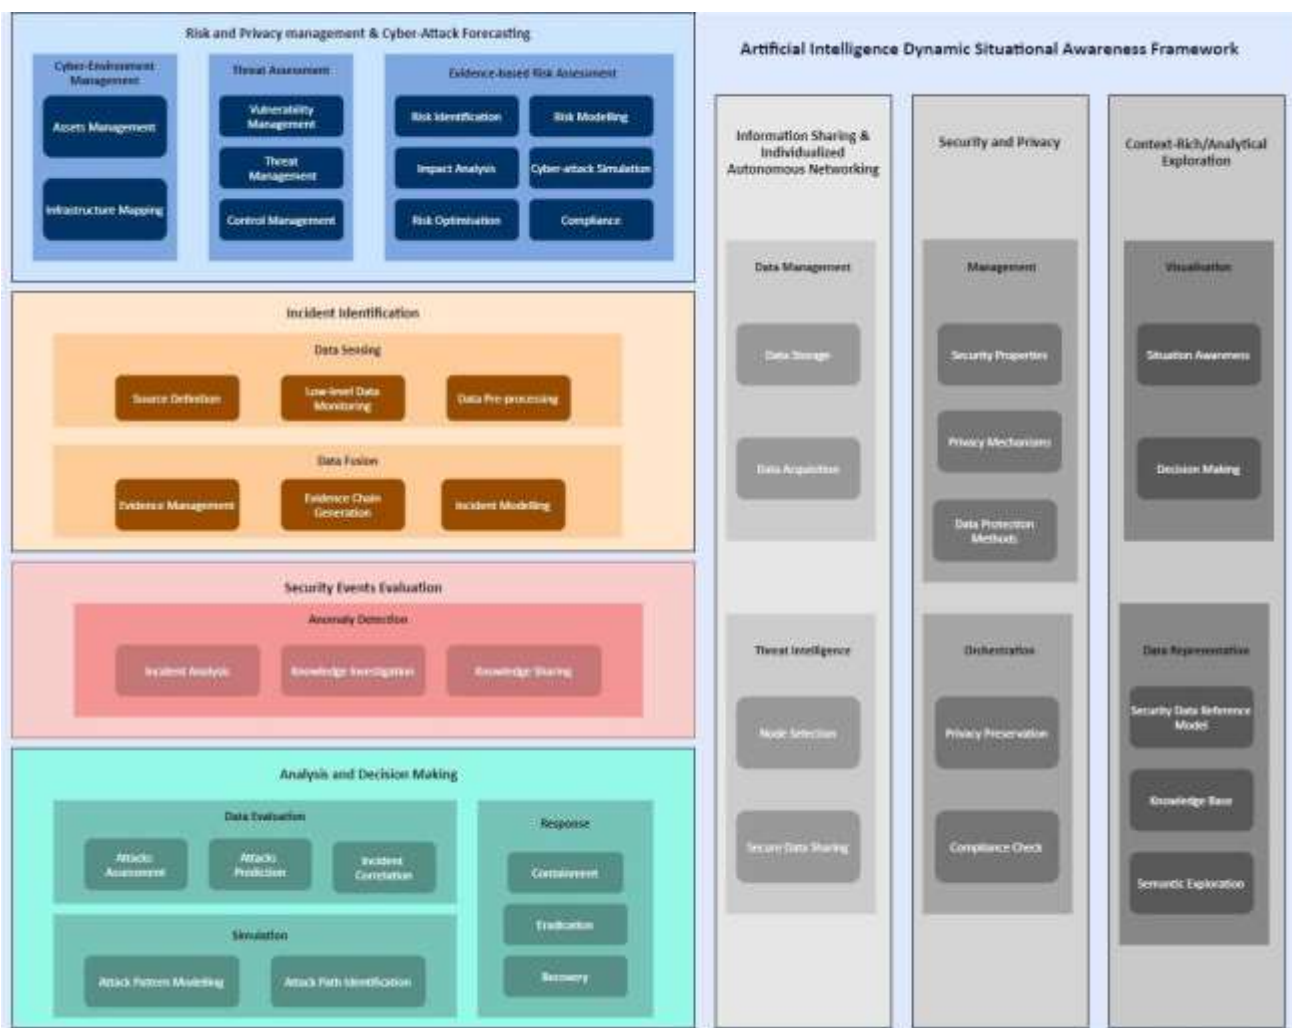 Risk and Privacy management & Cyber-Attack Forecasting
Cyber-Environment
Management
Assets Management
Infrastructure Mapping
Threat Assessment
Vulnerability
Management
Threat
Management
Control Management
Evidence-based Risk Assessment
Risk Identification
Risk Modelling
Impact Analysis
Cyber-attack Simulation
Risk Optimisation
Compliance
Incident Identification
Data Sensing
Source Definition
Low-level Data
Monitoring
Data Pre-processing
Data Fusion
Evidence Management
Evidence Chain
Generation
Incident Modelling
Security Events Evaluation
Anomaly Detection
Incident Analysis
Knowledge Investigation
Knowledge Sharing
Analysis and Decision Making
Data Evaluation
Attacks
Assessment
Attacks
Prediction
Incident
Correlation
Simulation
Attack Pattern Modelling
Attack Path Identification
Response
Containment
Eradication
Recovery
Artificial Intelligence Dynamic Situational Awareness Framework
Information Sharing &
Individualized
Autonomous Networking
Data Management
Data Storage
Data Acquisition
Threat Intelligence
Node Selection
Secure Data Sharing
Security and Privacy
Management
Security Properties
Privacy Mechanisms
Data Protection
Methods
Orchestration
Privacy Preservation
Compliance Check
Context-Rich/Analytical
Exploration
Visualisation
Situation Awareness
Decision Making
Data Representation
Security Data Reference
Model
Knowledge Base
Semantic Exploration